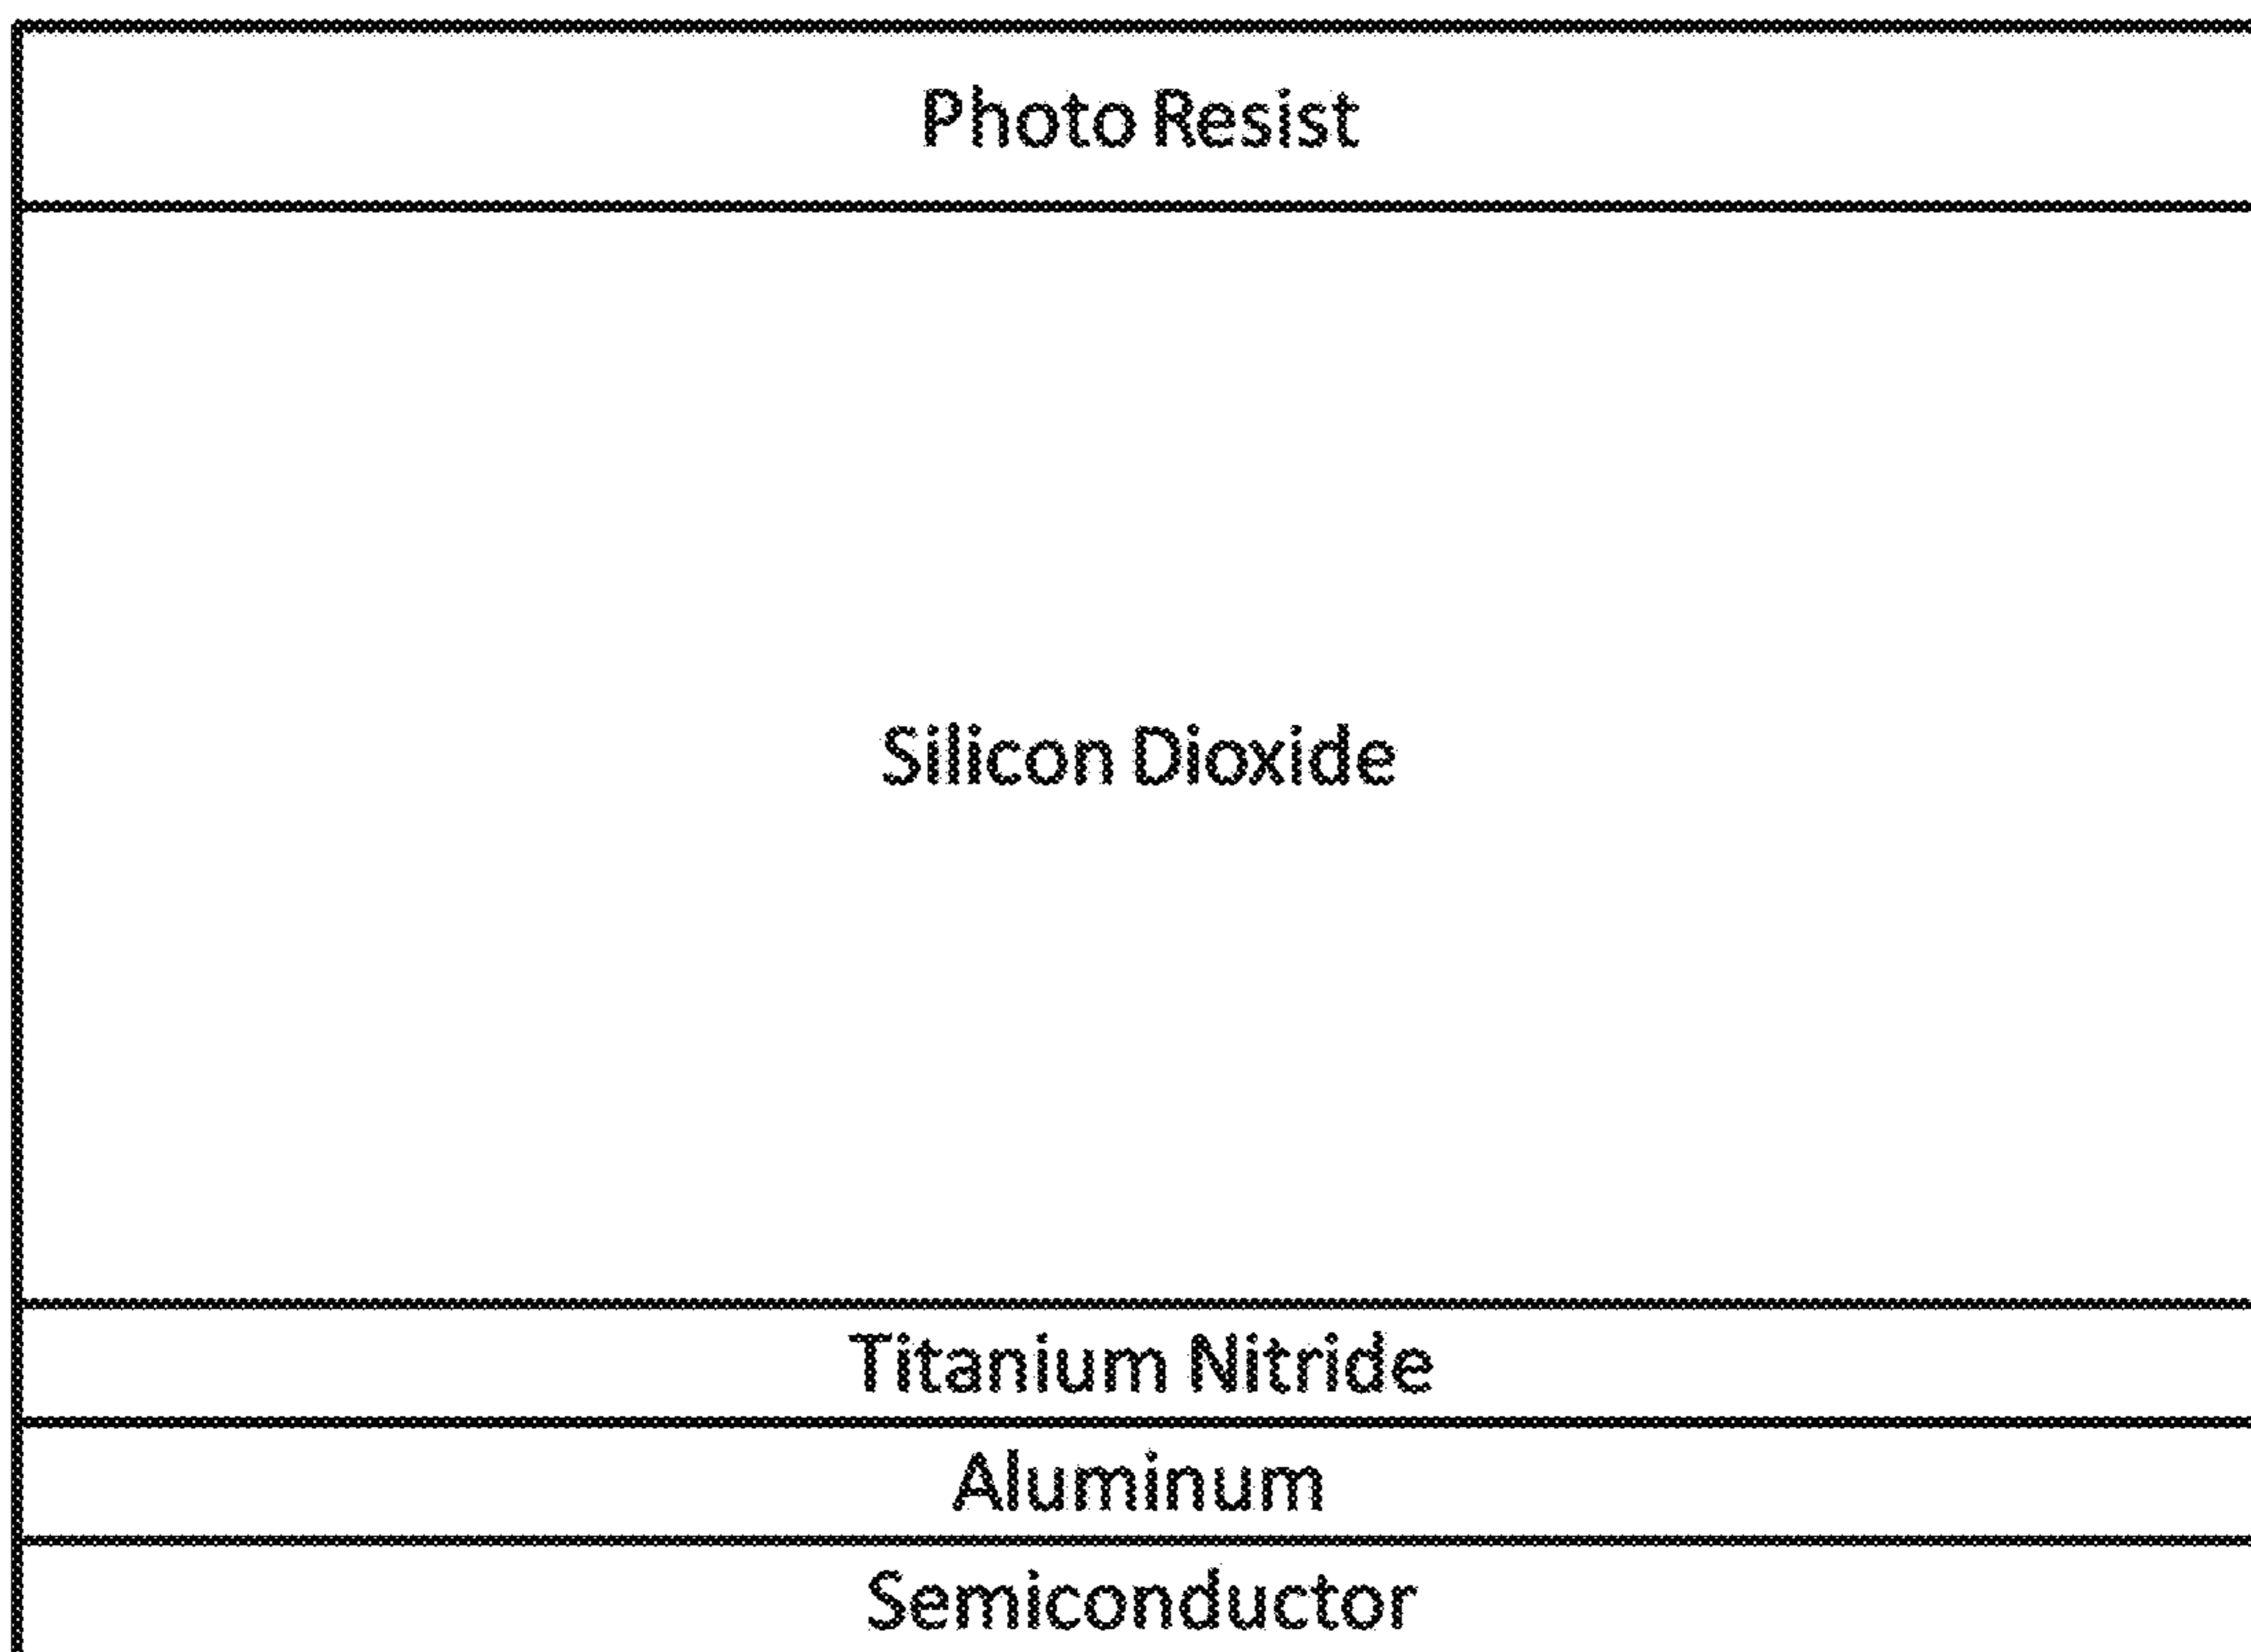 Photo Resist
Silicon Dioxide
Titanium Nitride
Aluminum
Semiconductor